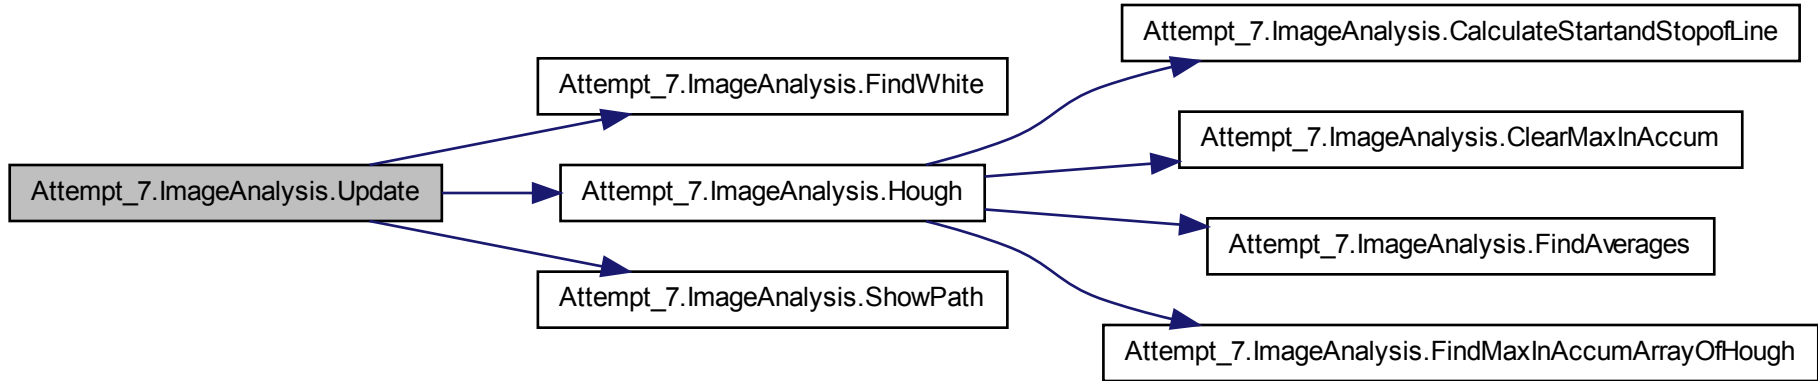 Attempt_7.ImageAnalysis.Update
Attempt_7.ImageAnalysis.FindWhite
Attempt_7.ImageAnalysis.Hough
Attempt_7.ImageAnalysis.ShowPath
Attempt_7.ImageAnalysis.CalculateStartandStopofLine
Attempt_7.ImageAnalysis.ClearMaxInAccum
Attempt_7.ImageAnalysis.FindAverages
Attempt_7.ImageAnalysis.FindMaxInAccumArrayOfHough